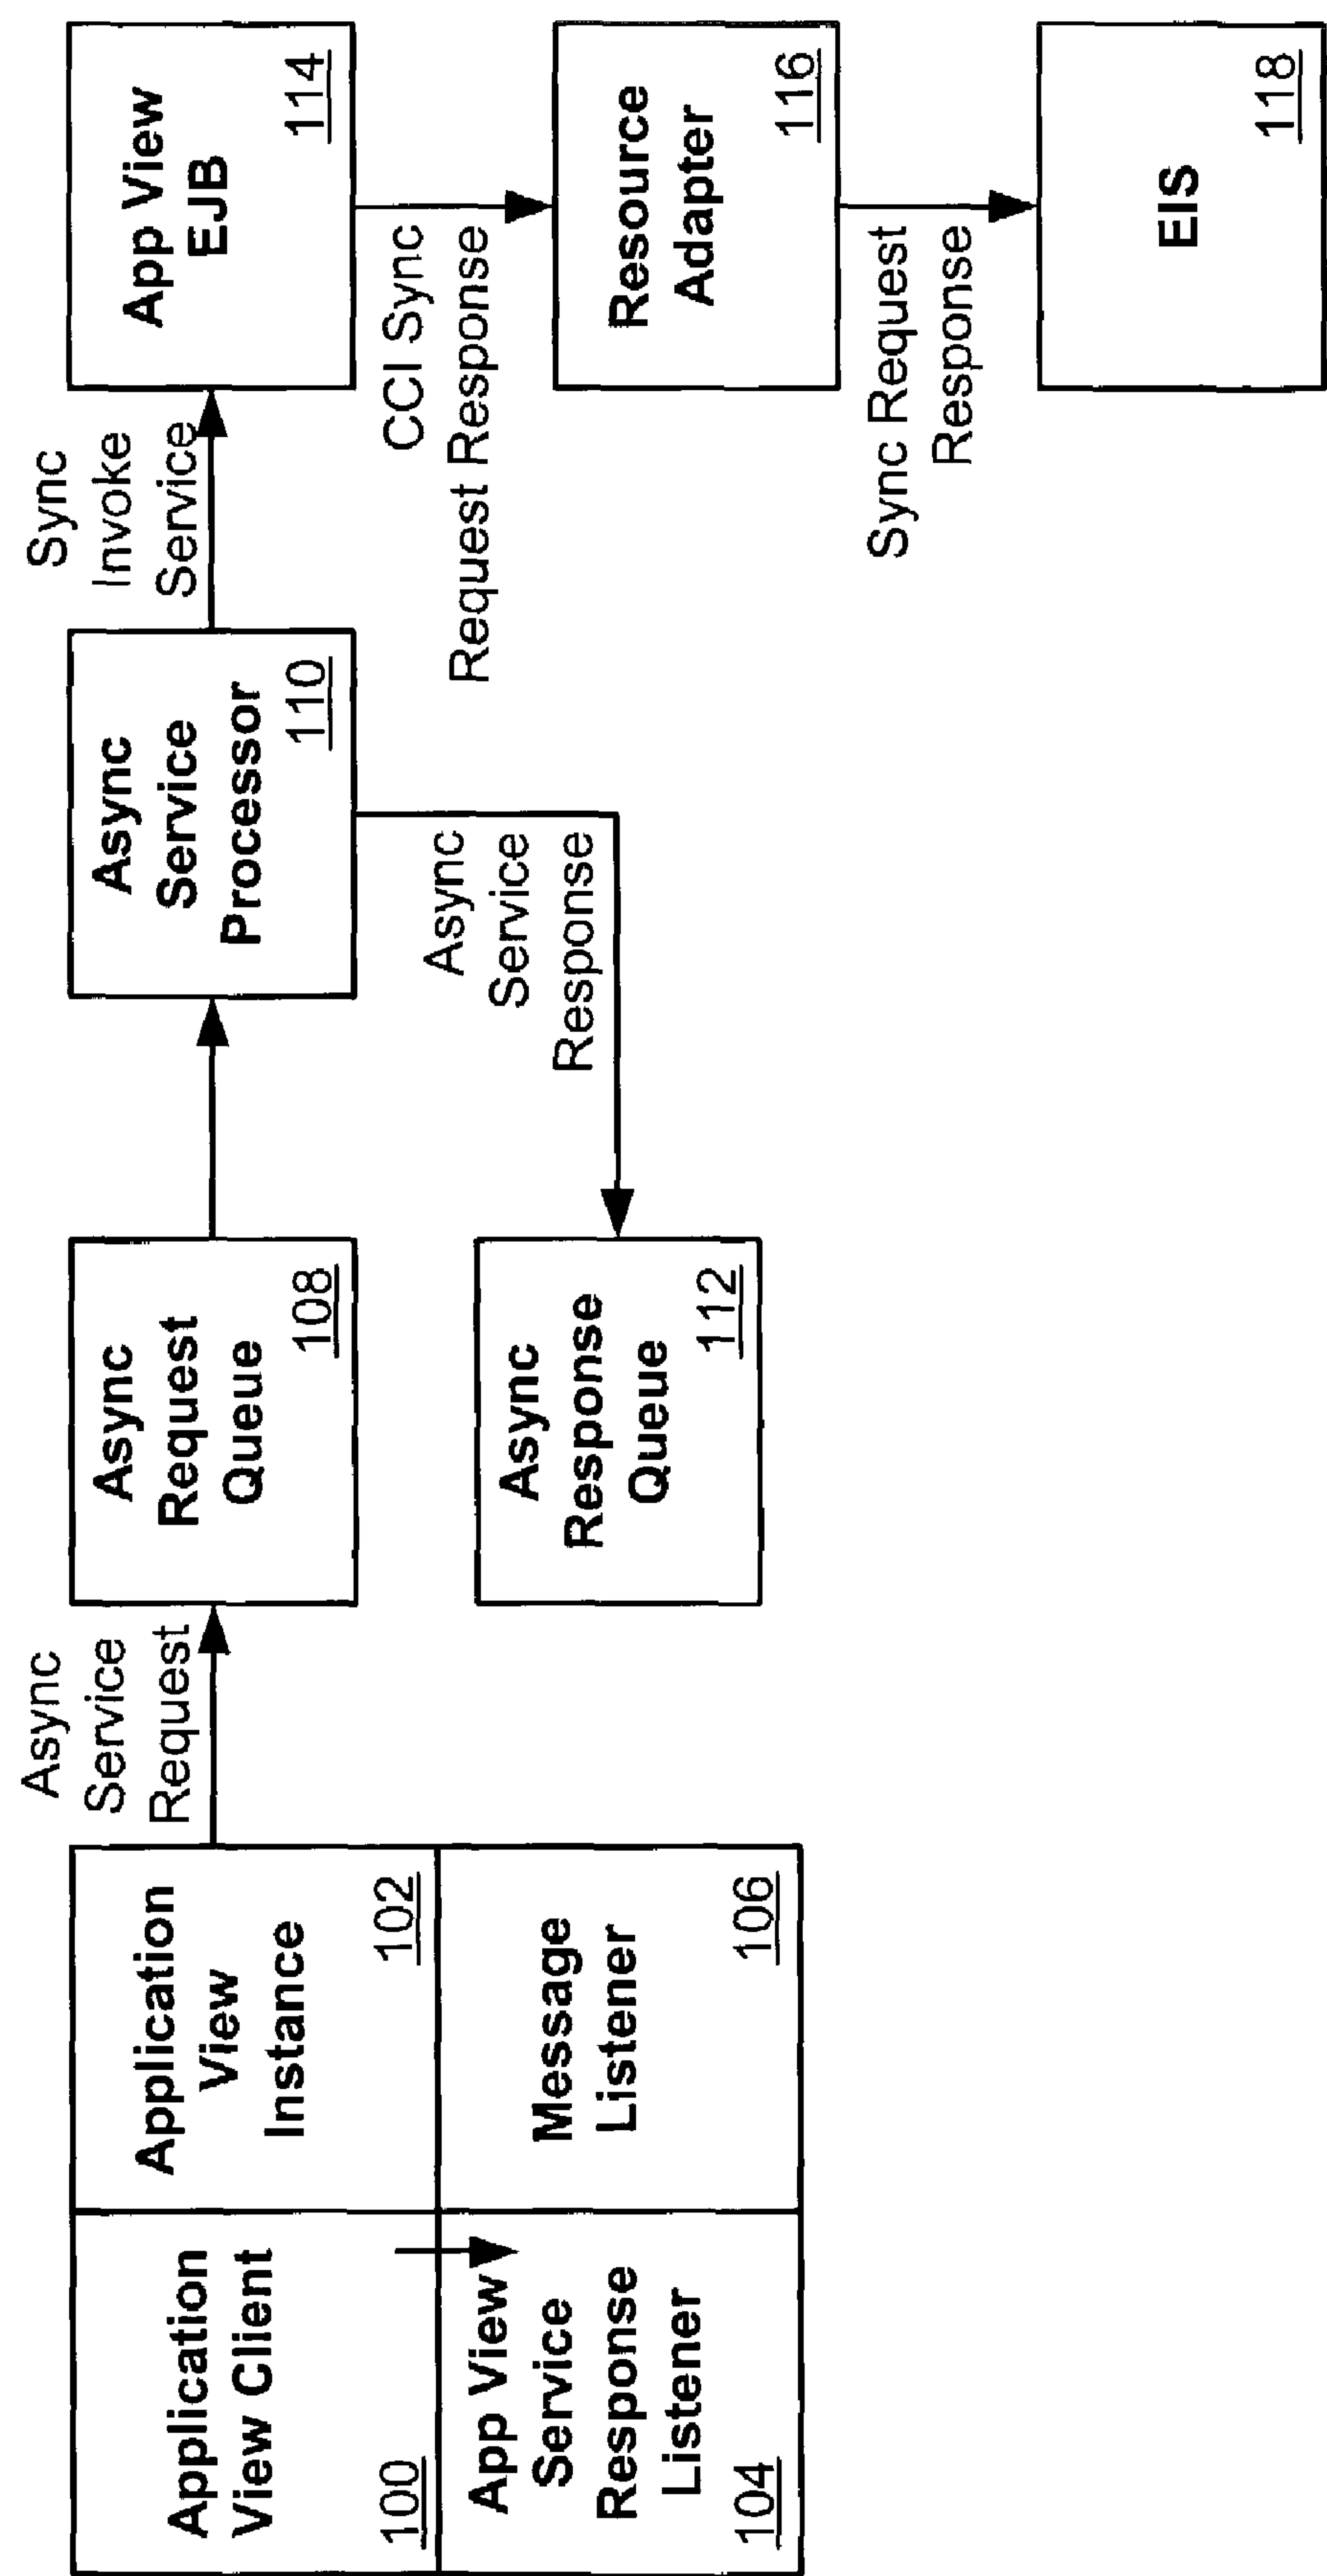 Application
View Client
100
Application
View
Instance
102
App View
Service
Response
Listener
104
Message
Listener
106
Async
Service
Request
Async
Request
Queue
108
Async
Response
Queue
112
Async
Service
Processor
110
Async
Service
Response
Sync
Invoke
Service
App View
EJB
114
CCI Sync
Request Response
Resource
Adapter
116
Sync Request
Response
EIS
118